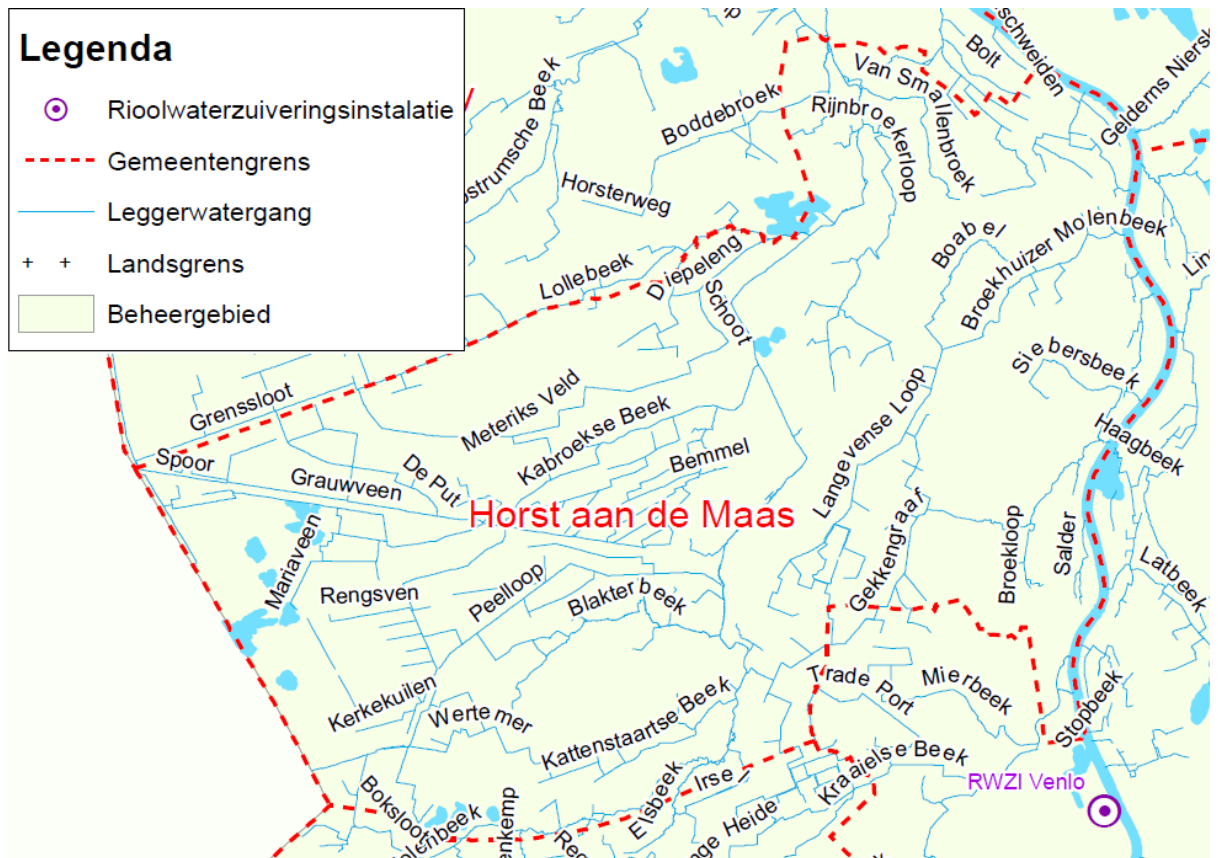 Legenda
Rioolwaterzuiveringsinstalatie
Gemeentengrens
Leggerwatergang
Landsgrens
Beheergebied
Bolt
Van Smallenbroek
Gelderns Niersk
Boddebroek
Rijnbroekerloop
Horsterweg
Boabel
Broekhuizer Molenbeek
Lollebeek
Diepeleng
Schoot
Siebersbeek
Grenssloot
Meteriks Veld
Kabroekse Beek
Langevense Loop
Haagbeek
Spoor
Grauwveen
De Put
Bemmel
Horst aan de Maas
Mariaveen
Gekkengraaf
Broekloop
Salder
Latbeek
Rengsven
Peelloop
Blakterbeek
Kerkekuilen
Wertemer
Kattenstaartse Beek
Trade Port
Mierbeek
Stopbeek
Kraaielse Beek
RWZI Venlo
Boksloot
Elsbeek